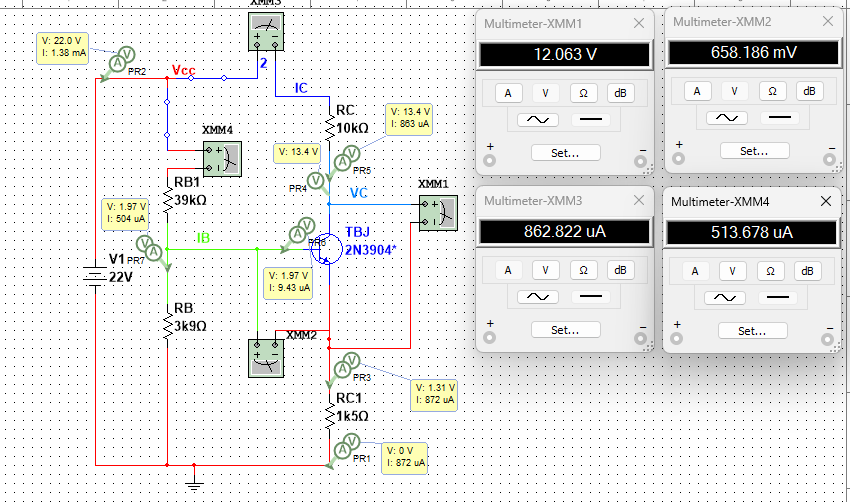 XMM3
V: 22.0 V
I: 1.38 mA
PR2
Vcc
2
IC
XMM4
RC
10kΩ
V: 13.4 V
I: 863 uA
V: 13.4 V
PR5
PR4
RB1
39kΩ
VC
XMM1
V: 1.97 V
I: 504 uA
IB
PR6
TBJ
2N3904*
PR7
V1
22V
V: 1.97 V
I: 9.43 uA
RB
3k9Ω
XMM2
PR3
V: 1.31 V
I: 872 uA
RC1
1k5Ω
PR1
V: 0 V
I: 872 uA
Multimeter-XMM1
12.063 V
A V Ω dB
+ Set... −
Multimeter-XMM2
658.186 mV
A V Ω dB
+ Set... −
Multimeter-XMM3
862.822 uA
A V Ω dB
+ Set... −
Multimeter-XMM4
513.678 uA
A V Ω dB
+ Set... −